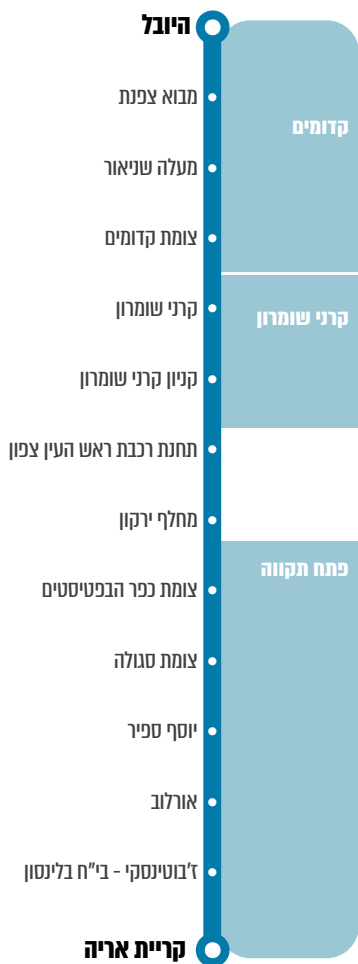 היובל
מבוא צפנת
קדומים
מעלה שניאור
צומת קדומים
קרני שומרון
קרני שומרון
קניון קרני שומרון
תחנת רכבת ראש העין צפון
מחלף ירקון
פתח תקווה
צומת כפר הבפטיסטים
צומת סגולה
יוסף ספיר
אורלוב
ז'בוטינסקי - בי"ח בלינסון
קריית אריה